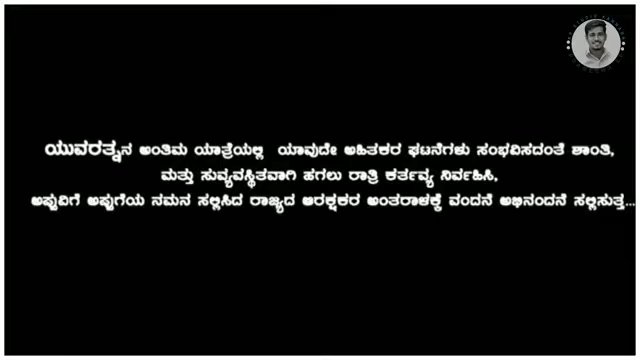 ಯುವರತ್ನನ ಅಂತಿಮ ಯಾತ್ರೆಯಲ್ಲಿ ಯಾವುದೇ ಅಹಿತಕರ ಘಟನೆಗಳು ಸಂಭವಿಸದಂತೆ ಶಾಂತಿ,
ಮತ್ತು ಸುವ್ಯವಸ್ಥಿತವಾಗಿ ಹಗಲು ರಾತ್ರಿ ಕರ್ತವ್ಯ ನಿರ್ವಹಿಸಿ,
ಅಪ್ಪುವಿಗೆ ಅಪ್ಪುಗೆಯ ನಮನ ಸಲ್ಲಿಸಿದ ರಾಜ್ಯದ ಆರಕ್ಷಕರ ಅಂತರಾಳಕ್ಕೆ ವಂದನೆ ಅಭಿನಂದನೆ ಸಲ್ಲಿಸುತ್ತ...